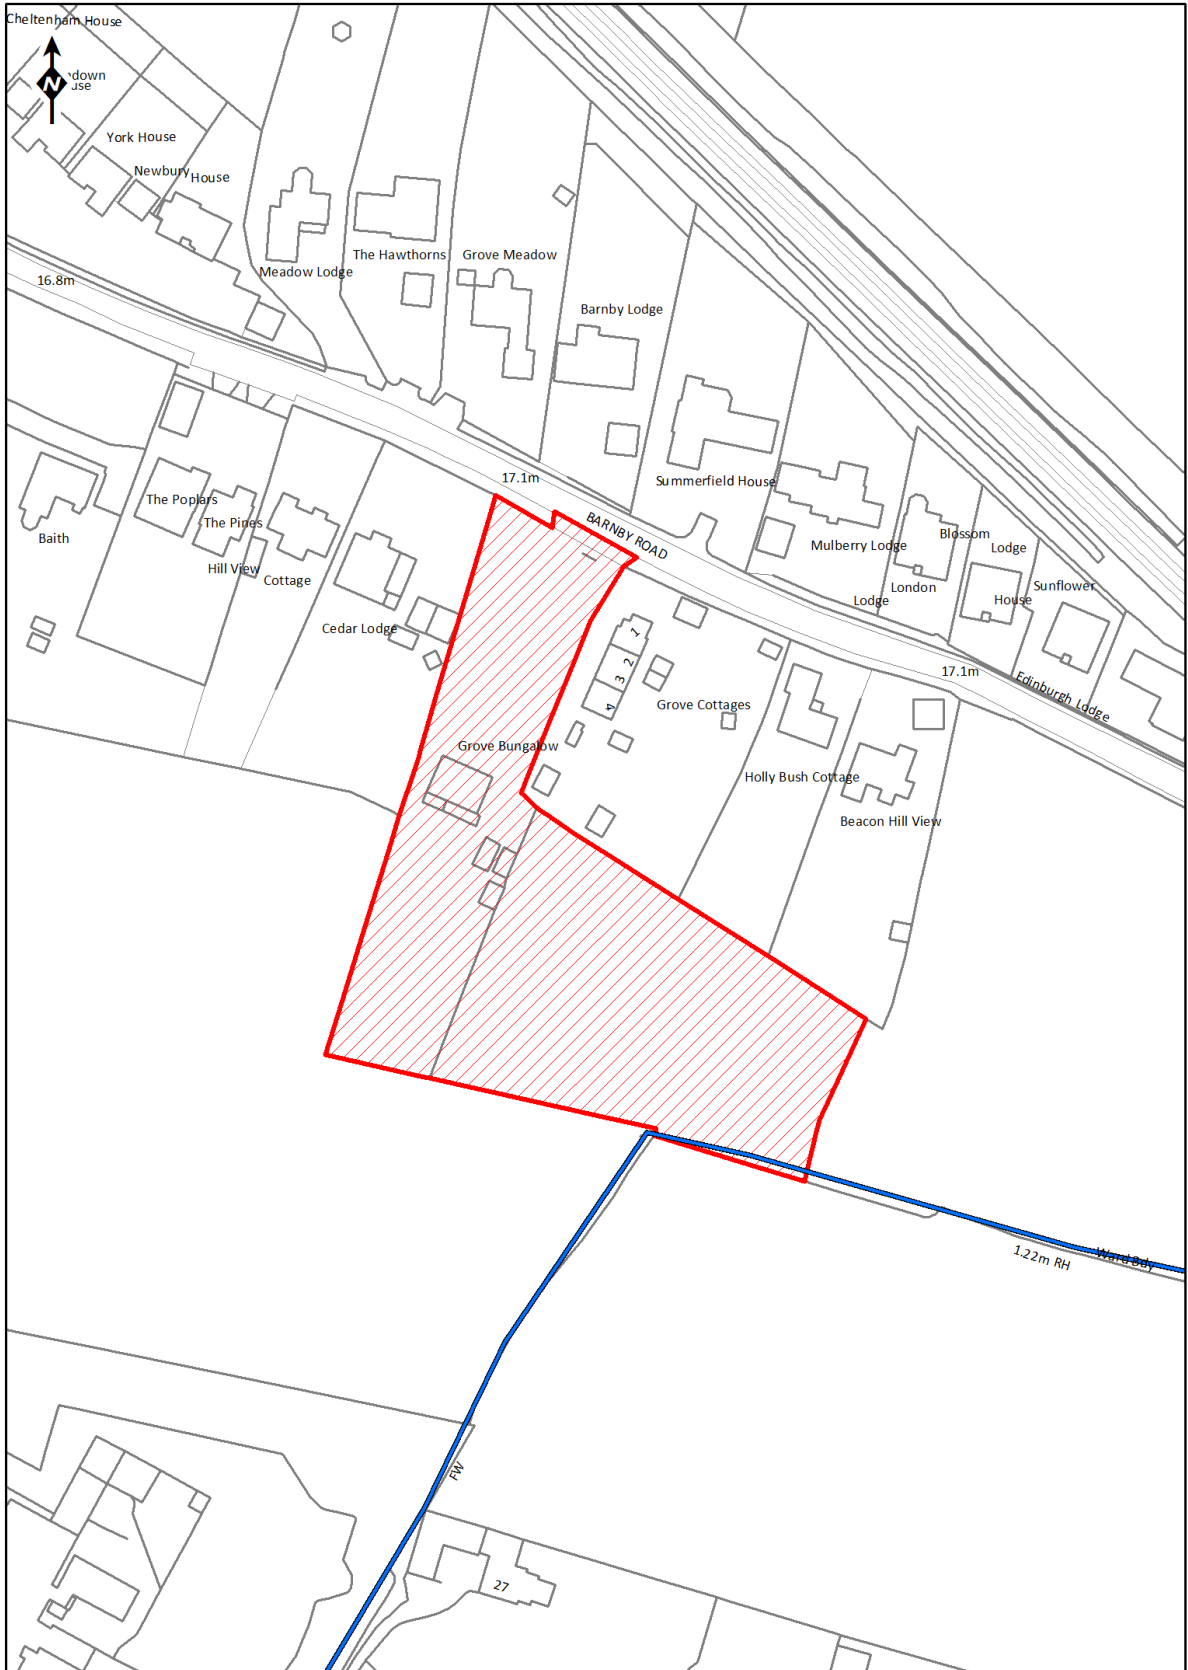 Cheltenham House
N
down
use
York House
Newbury House
16.8m
Meadow Lodge
The Hawthorns
Grove Meadow
Barnby Lodge
17.1m
BARNBY ROAD
Summerfield House
Baith
The Poplars
The Pines
Hill View
Cottage
Cedar Lodge
Mulberry Lodge
Blossom
Lodge
London
Lodge
Sunflower
House
17.1m
Edinburgh Lodge
1
2
3
4
Grove Cottages
Grove Bungalow
Holly Bush Cottage
Beacon Hill View
1.22m RH
Ward Bdy
FW
27